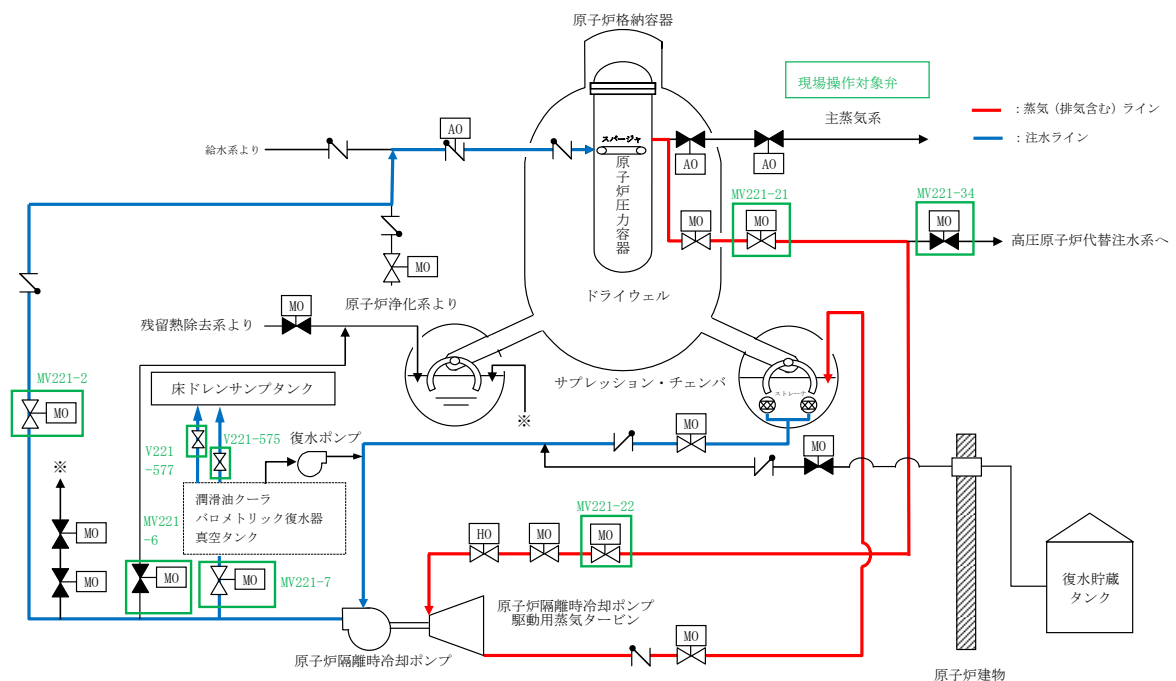 原子炉格納容器
現場操作対象弁
:蒸気(排気含む)ライン
:注水ライン
主蒸気系
給水系より
AO
スパージャ
原子炉圧力容器
AO
AO
MV221-21
MV221-34
MO
MO
MO
高圧原子炉代替注水系へ
MO
原子炉浄化系より
ドライウェル
残留熱除去系より
MO
サプレッション・チェンバ
ストレーナ
※
MV221-2
MO
床ドレンサンプタンク
V221
-577
V221-575
復水ポンプ
MO
MO
※
潤滑油クーラ
バロメトリック復水器
真空タンク
MV221
-6
MO
MO
MO
MO
MV221-7
MV221-22
HO
MO
MO
原子炉隔離時冷却ポンプ
駆動用蒸気タービン
MO
原子炉隔離時冷却ポンプ
復水貯蔵
タンク
原子炉建物